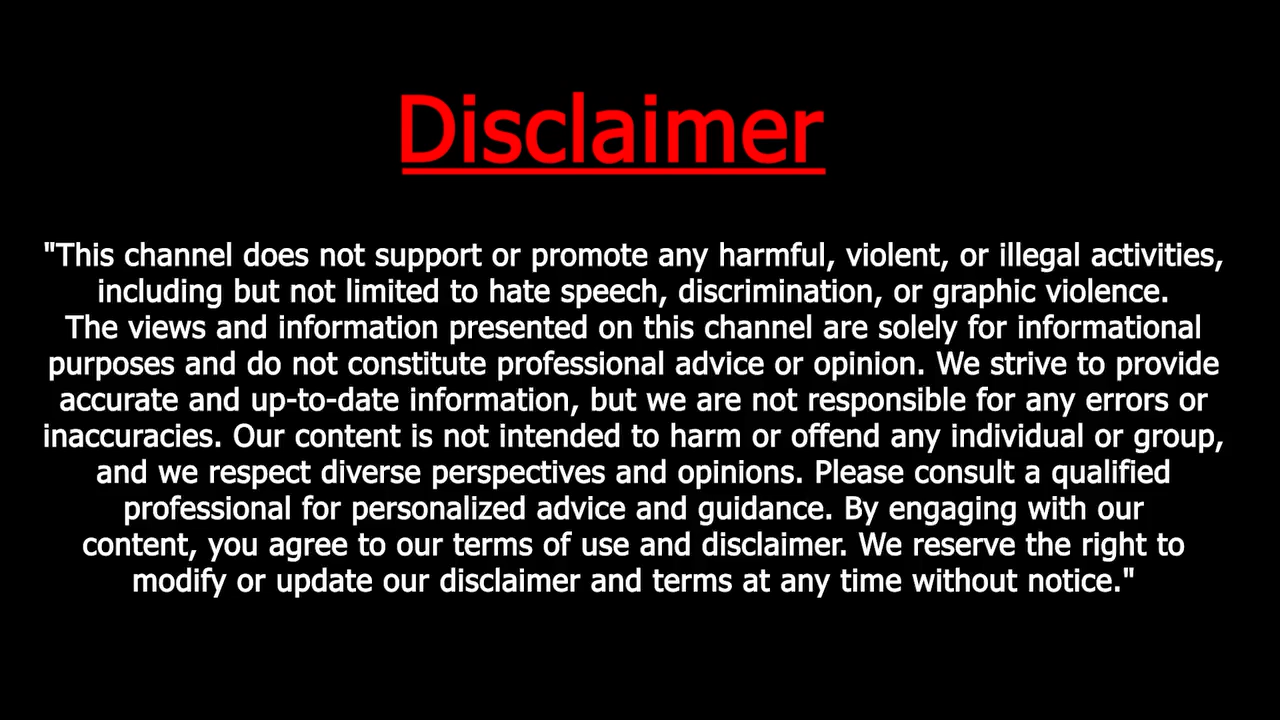 Disclaimer
"This channel does not support or promote any harmful, violent, or illegal activities,
including but not limited to hate speech, discrimination, or graphic violence.
The views and information presented on this channel are solely for informational
purposes and do not constitute professional advice or opinion. We strive to provide
accurate and up-to-date information, but we are not responsible for any errors or
inaccuracies. Our content is not intended to harm or offend any individual or group,
and we respect diverse perspectives and opinions. Please consult a qualified
professional for personalized advice and guidance. By engaging with our
content, you agree to our terms of use and disclaimer. We reserve the right to
modify or update our disclaimer and terms at any time without notice."